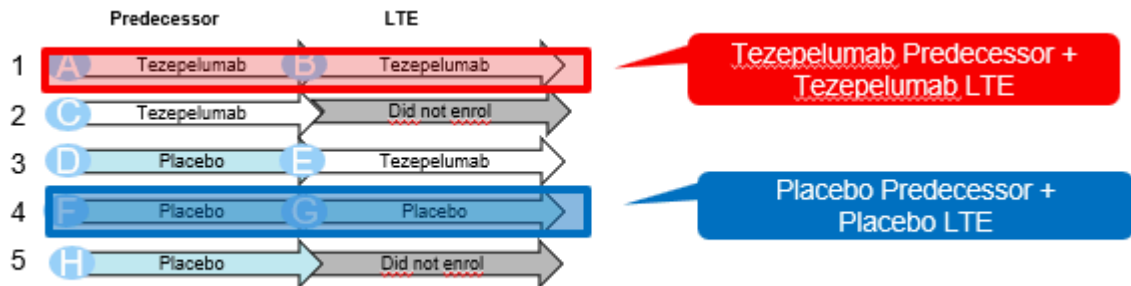 Predecessor LTE
1 A Tezepelumab B Tezepelumab
Tezepelumab Predecessor +
Tezepelumab LTE
2 C Tezepelumab Did not enrol
3 D Placebo E Tezepelumab
4 F Placebo G Placebo
Placebo Predecessor +
Placebo LTE
5 H Placebo Did not enrol